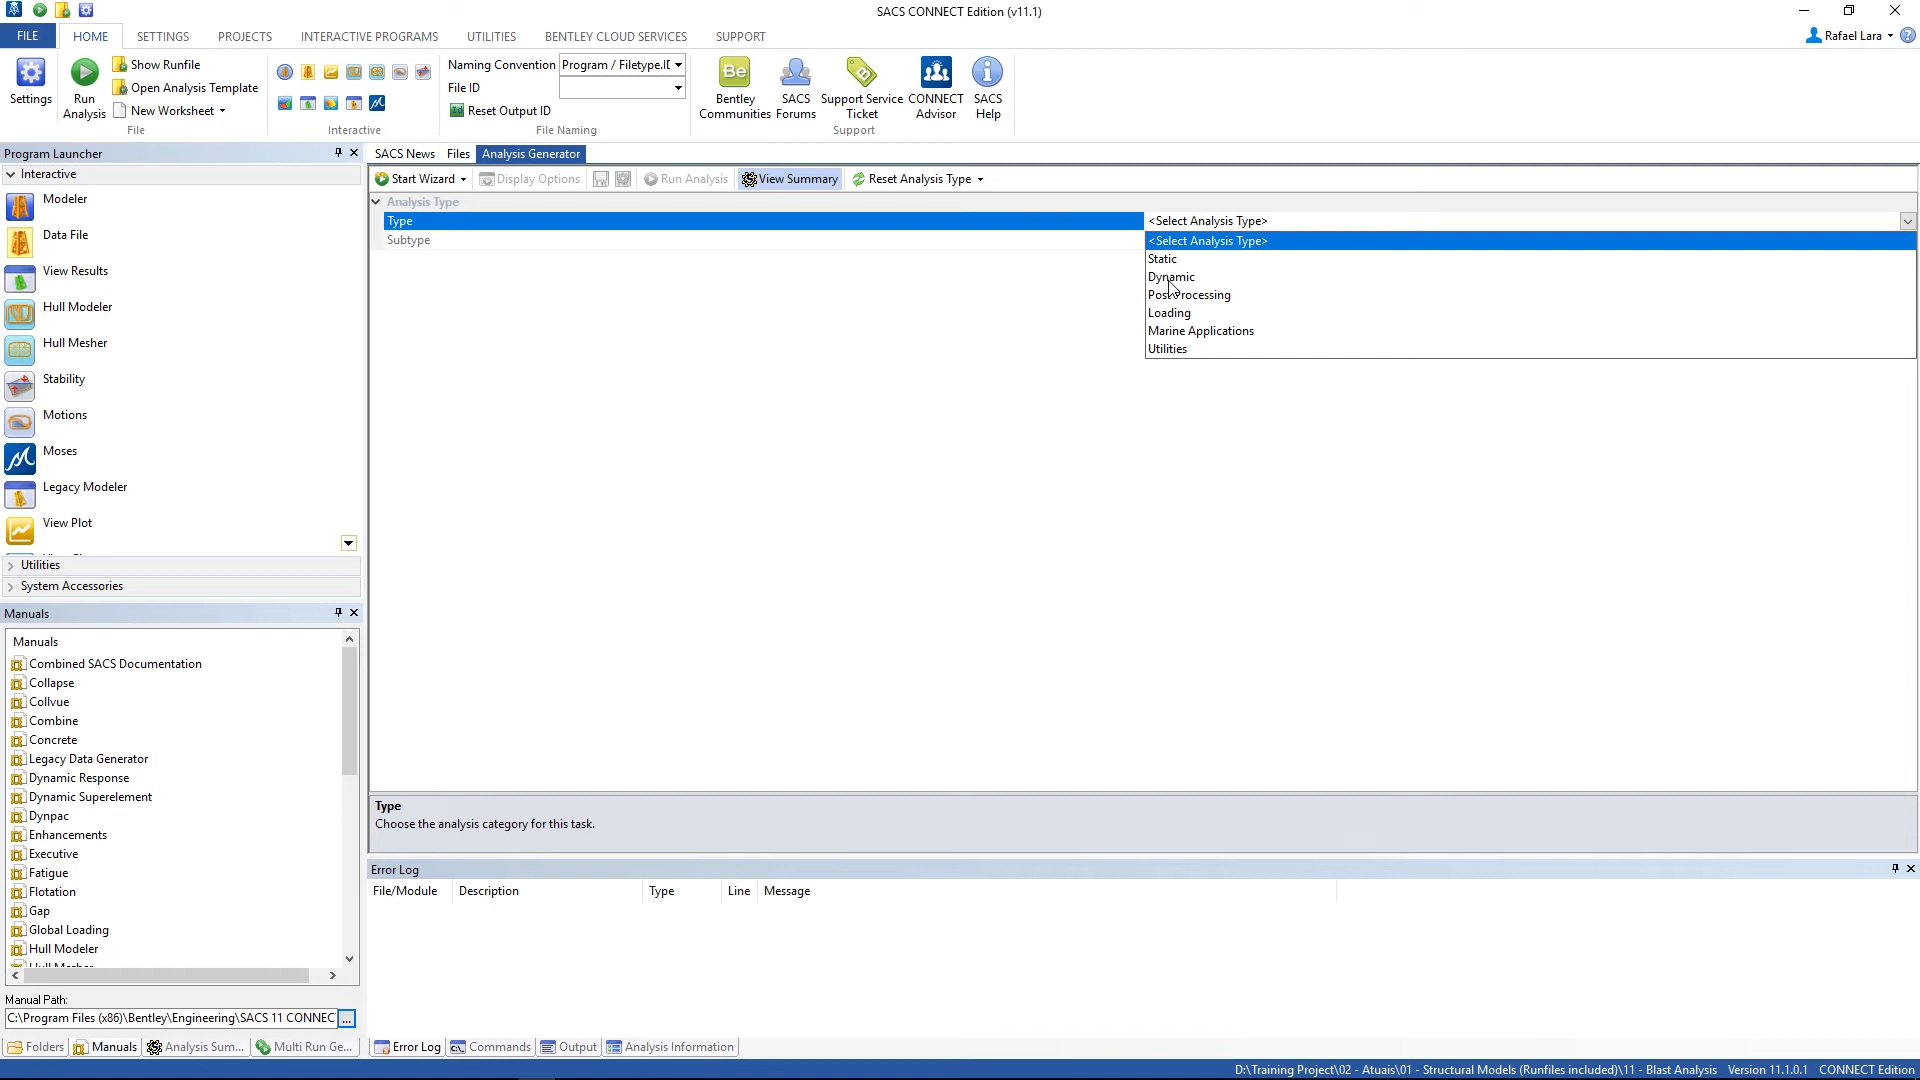 SACS CONNECT Edition (v11.1)
FILE HOME SETTINGS PROJECTS INTERACTIVE PROGRAMS UTILITIES BENTLEY CLOUD SERVICES SUPPORT
Rafael Lara
Settings
Run Analysis
Show Runfile
Open Analysis Template
New Worksheet
File
Interactive
Naming Convention Program / Filetype.IC
File ID
Reset Output ID
File Naming
Bentley Communities
SACS Forums
Support Service Ticket
CONNECT Advisor
SACS Help
Support
Program Launcher
Interactive
Modeler
Data File
View Results
Hull Modeler
Hull Mesher
Stability
Motions
Moses
Legacy Modeler
View Plot
Utilities
System Accessories
Manuals
Manuals
Combined SACS Documentation
Collapse
Collvue
Combine
Concrete
Legacy Data Generator
Dynamic Response
Dynamic Superelement
Dynpac
Enhancements
Executive
Fatigue
Flotation
Gap
Global Loading
Hull Modeler
Manual Path:
C:\Program Files (x86)\Bentley\Engineering\SACS 11 CONNEC
...
Folders Manuals Analysis Sum... Multi Run Ge...
SACS News Files Analysis Generator
Start Wizard Display Options Run Analysis View Summary Reset Analysis Type
Analysis Type
Type <Select Analysis Type>
Subtype
<Select Analysis Type>
Static
Dynamic
Post Processing
Loading
Marine Applications
Utilities
Type
Choose the analysis category for this task.
Error Log
File/Module Description Type Line Message
Error Log Commands Output Analysis Information
D:\Training Project\02 - Atuais\01 - Structural Models (Runfiles included)\11 - Blast Analysis Version 11.1.0.1 CONNECT Edition